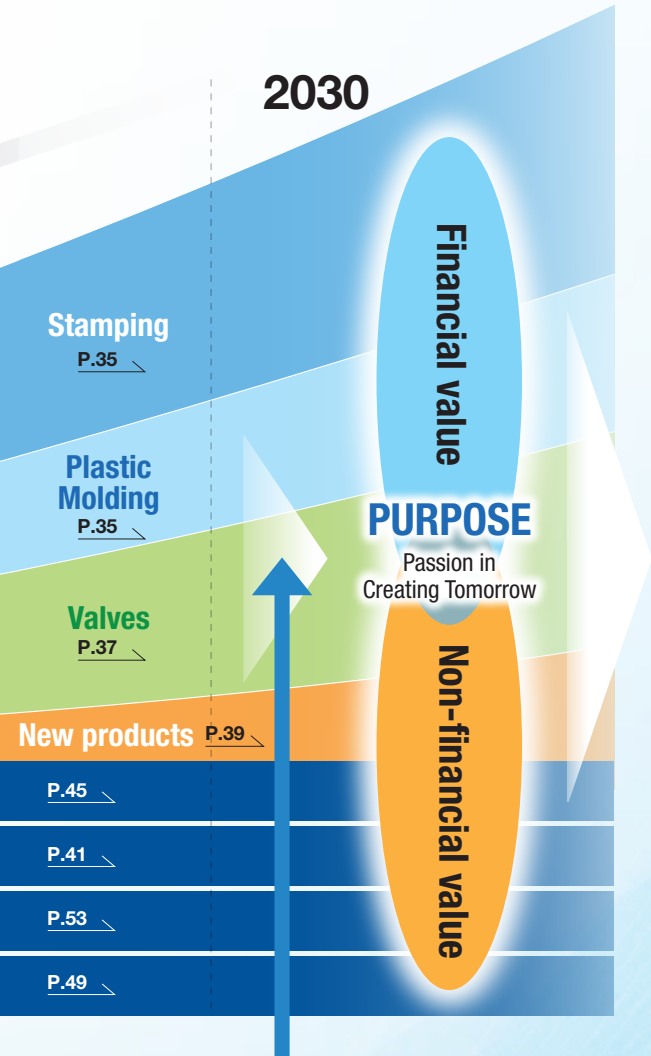 2030
Stamping
P.35
Plastic
Molding
P.35
Valves
P.37
New products P.39
P.45
P.41
P.53
P.49
Financial value
PURPOSE
Passion in
Creating Tomorrow
Non-financial value